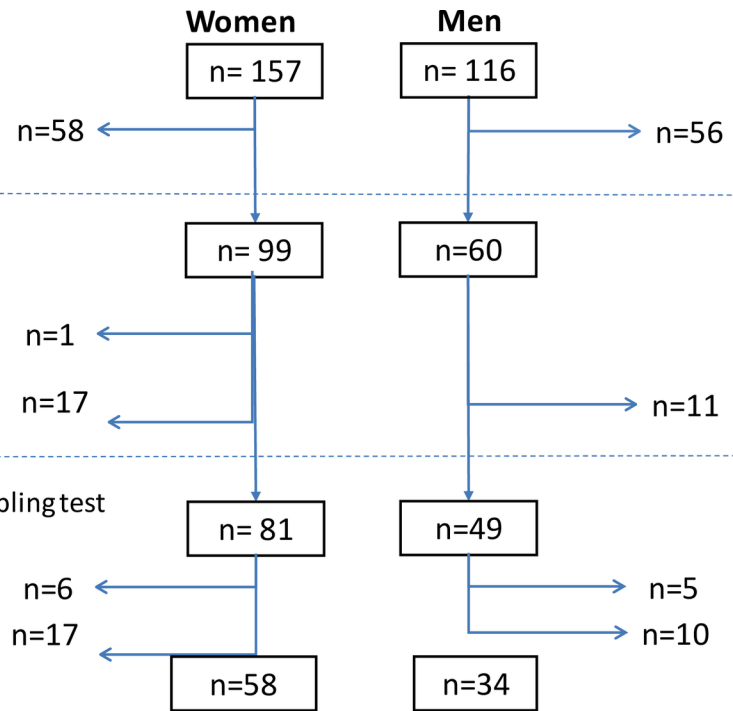 Women Men
n= 157 n= 116
n=58 n=56
n= 99 n=60
n=1
n=17 n=11
test
n= 81 n=49
n=6 n=5
n=17 n=10
n=58 n=34